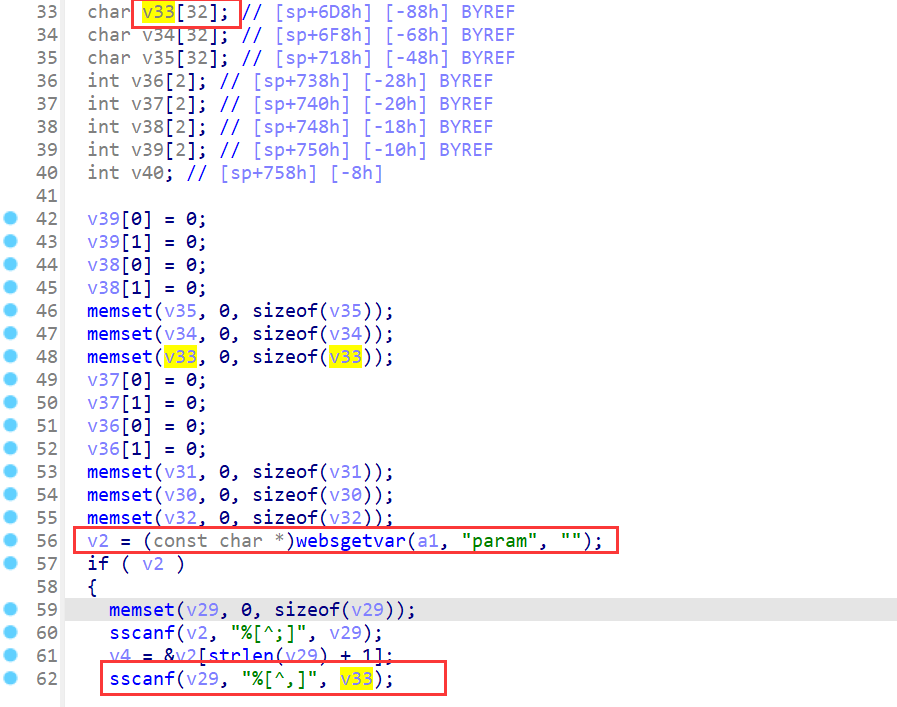 33 char v33[32]; // [sp+6D8h] [-88h] BYREF
34 char v34[32]; // [sp+6F8h] [-68h] BYREF
35 char v35[32]; // [sp+718h] [-48h] BYREF
36 int v36[2]; // [sp+738h] [-28h] BYREF
37 int v37[2]; // [sp+740h] [-20h] BYREF
38 int v38[2]; // [sp+748h] [-18h] BYREF
39 int v39[2]; // [sp+750h] [-10h] BYREF
40 int v40; // [sp+758h] [-8h]
41
42 v39[0] = 0;
43 v39[1] = 0;
44 v38[0] = 0;
45 v38[1] = 0;
46 memset(v35, 0, sizeof(v35));
47 memset(v34, 0, sizeof(v34));
48 memset(v33, 0, sizeof(v33));
49 v37[0] = 0;
50 v37[1] = 0;
51 v36[0] = 0;
52 v36[1] = 0;
53 memset(v31, 0, sizeof(v31));
54 memset(v30, 0, sizeof(v30));
55 memset(v32, 0, sizeof(v32));
56 v2 = (const char *)websgetvar(a1, "param", "");
57 if ( v2 )
58 {
59 memset(v29, 0, sizeof(v29));
60 sscanf(v2, "%[^;]", v29);
61 v4 = &v2[strlen(v29) + 1];
62 sscanf(v29, "%[^,]", v33);